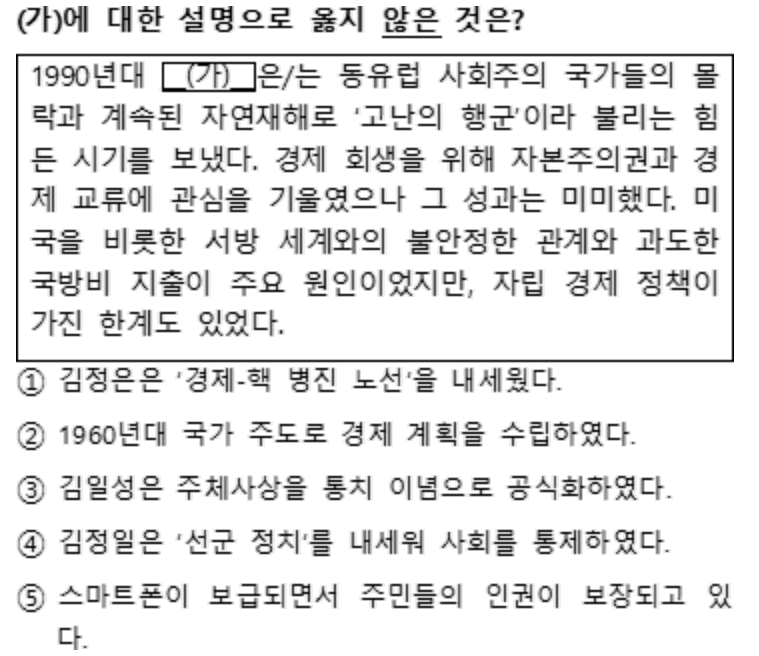 (가)에 대한 설명으로 옳지 않은 것은?
1990년대 (가) 은/는 동유럽 사회주의 국가들의 몰
락과 계속된 자연재해로 ‘고난의 행군’이라 불리는 힘
든 시기를 보냈다. 경제 회생을 위해 자본주의권과 경
제 교류에 관심을 기울였으나 그 성과는 미미했다. 미
국을 비롯한 서방 세계와의 불안정한 관계와 과도한
국방비 지출이 주요 원인이었지만, 자립 경제 정책이
가진 한계도 있었다.
① 김정은은 ‘경제-핵 병진 노선’을 내세웠다.
② 1960년대 국가 주도로 경제 계획을 수립하였다.
③ 김일성은 주체사상을 통치 이념으로 공식화하였다.
④ 김정일은 ‘선군 정치’를 내세워 사회를 통제하였다.
⑤ 스마트폰이 보급되면서 주민들의 인권이 보장되고 있
다.